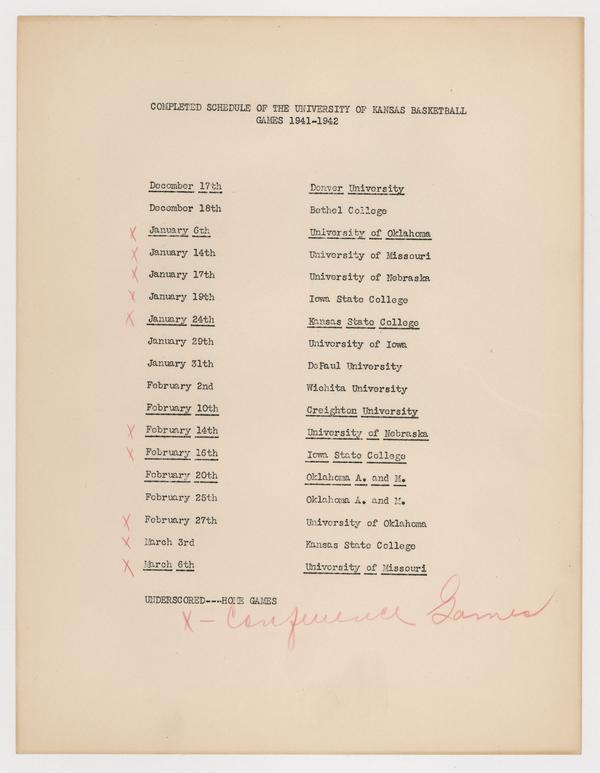 COMPLETED SCHEDULE OF THE UNIVERSITY OF KANSAS BASKETBALL
GAMES 1941-1942
December 17th Denver University
December 18th Bethel College
X January 6th University of Oklahoma
X January 14th University of Missouri
X January 17th University of Nebraska
X January 19th Iowa State College
X January 24th Kansas State College
January 29th University of Iowa
January 31th DePaul University
February 2nd Wichita University
February 10th Creighton University
X February 14th University of Nebraska
X February 16th Iowa State College
February 20th Oklahoma A. and M.
February 25th Oklahoma A. and M.
X February 27th University of Oklahoma
X March 3rd Kansas State College
X March 6th University of Missouri
UNDERSCORED----HOME GAMES
X - Conference Games